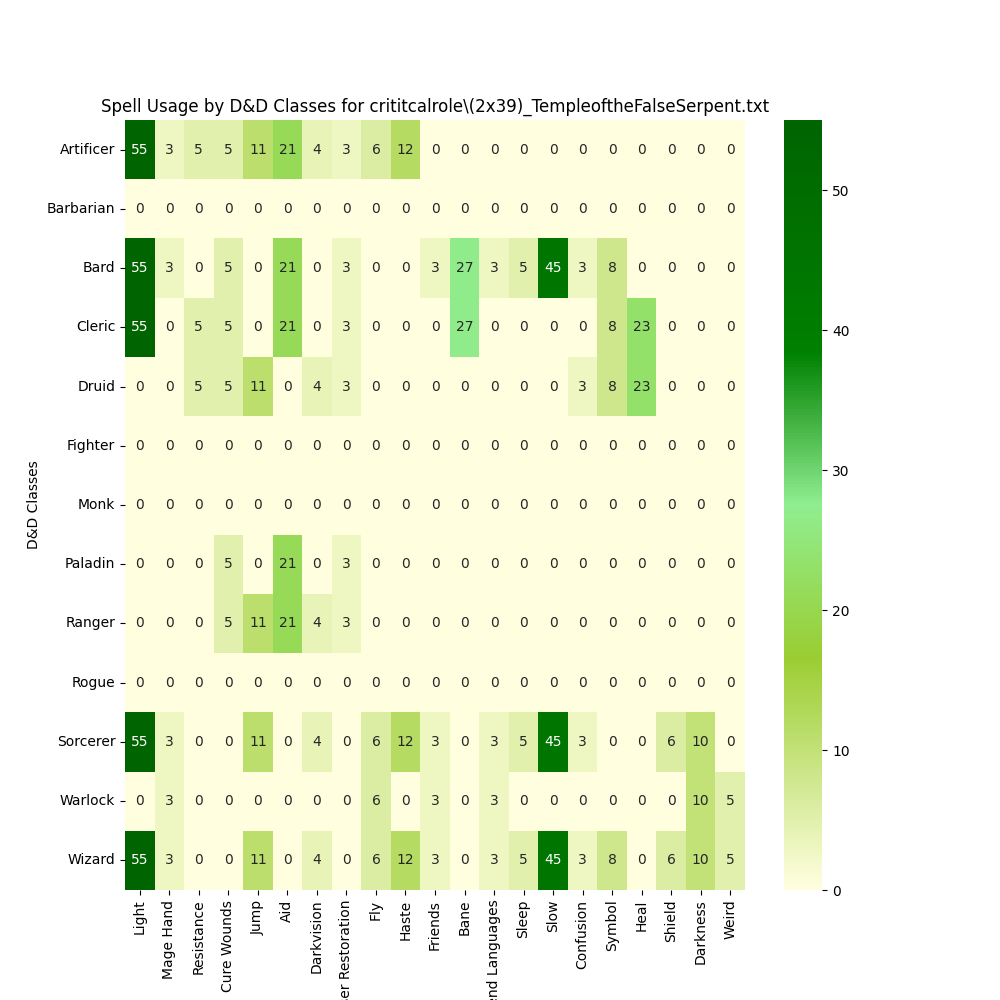 Spell Usage by D&D Classes for crititcalrole\(2x39)_TempleoftheFalseSerpent.txt
D&D Classes
Artificer 55 3 5 5 11 21 4 3 6 12 0 0 0 0 0 0 0 0 0 0 0
Barbarian 0 0 0 0 0 0 0 0 0 0 0 0 0 0 0 0 0 0 0 0 0
Bard 55 3 0 5 0 21 0 3 0 0 3 27 3 5 45 3 8 0 0 0 0
Cleric 55 0 5 5 0 21 0 3 0 0 0 27 0 0 0 0 8 23 0 0 0
Druid 0 0 5 5 11 0 4 3 0 0 0 0 0 0 0 3 8 23 0 0 0
Fighter 0 0 0 0 0 0 0 0 0 0 0 0 0 0 0 0 0 0 0 0 0
Monk 0 0 0 0 0 0 0 0 0 0 0 0 0 0 0 0 0 0 0 0 0
Paladin 0 0 0 5 0 21 0 3 0 0 0 0 0 0 0 0 0 0 0 0 0
Ranger 0 0 0 5 11 21 4 3 0 0 0 0 0 0 0 0 0 0 0 0 0
Rogue 0 0 0 0 0 0 0 0 0 0 0 0 0 0 0 0 0 0 0 0 0
Sorcerer 55 3 0 0 11 0 4 0 6 12 3 0 3 5 45 3 0 0 6 10 0
Warlock 0 3 0 0 0 0 0 0 6 0 3 0 3 0 0 0 0 0 0 10 5
Wizard 55 3 0 0 11 0 4 0 6 12 3 0 3 5 45 3 8 0 6 10 5
Light
Mage Hand
Resistance
Cure Wounds
Jump
Aid
Darkvision
er Restoration
Fly
Haste
Friends
Bane
nd Languages
Sleep
Slow
Confusion
Symbol
Heal
Shield
Darkness
Weird
50
40
30
20
10
0